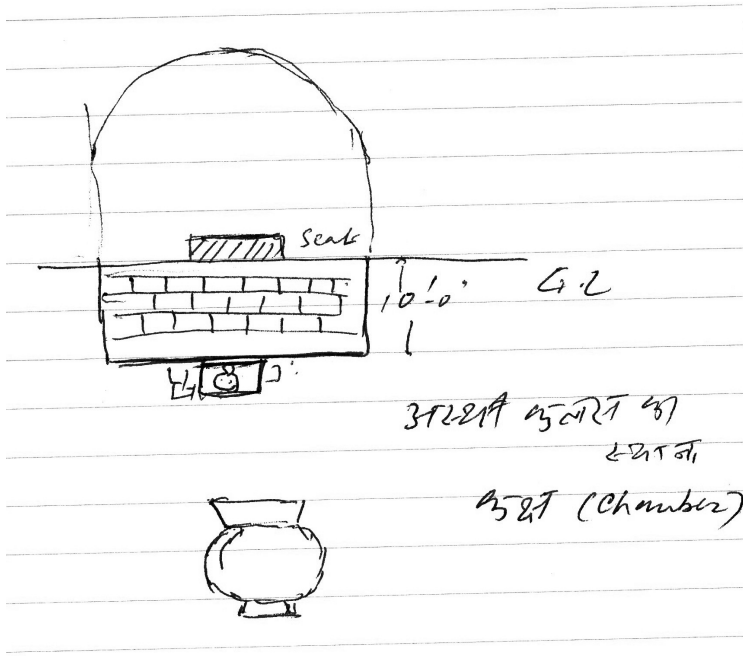 Seat
10'-0"
G.L
अस्थी कलश का
स्थान
कक्ष (Chamber)